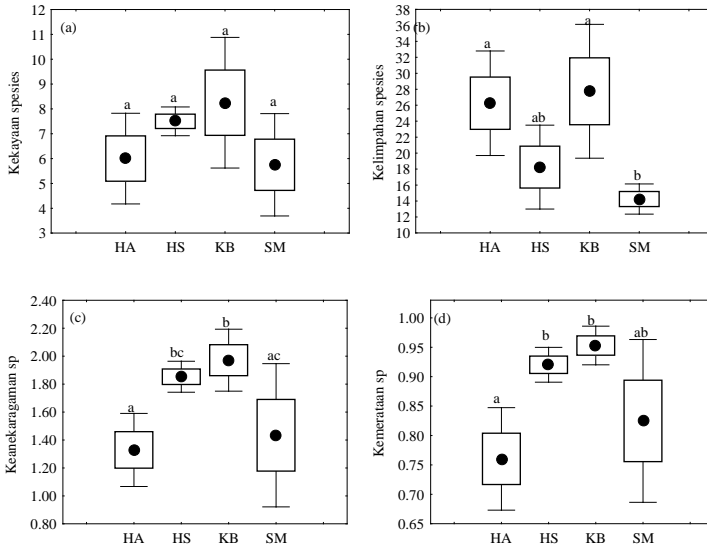 (a)
Kekayaan spesies
12
11
10
9
8
7
6
5
4
3
a
a
a
a
HA HS KB SM
(b)
Kelimpahan spesies
38
36
34
32
30
28
26
24
22
20
18
16
14
12
10
a
ab
a
b
HA HS KB SM
(c)
Keanekaragaman sp
2.40
2.00
1.80
1.60
1.40
1.20
1.00
0.80
a
bc
b
ac
HA HS KB SM
(d)
Kemerataan sp
1.00
0.95
0.90
0.85
0.80
0.75
0.70
0.65
a
b
b
ab
HA HS KB SM